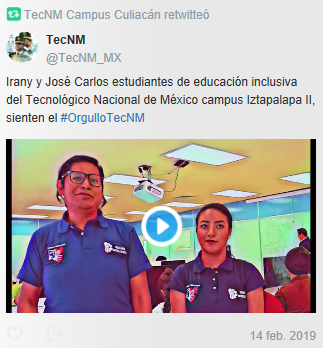 TecNM Campus Culiacán retwitteó
TecNM
@TecNM_MX
Irany y José Carlos estudiantes de educación inclusiva
del Tecnológico Nacional de México campus Iztapalapa II,
sienten el #OrgulloTecNM
14 feb. 2019